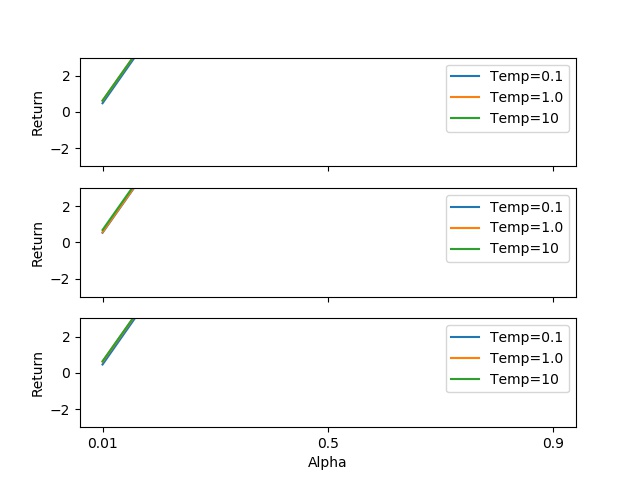 2
0
−2
Return
Temp=0.1
Temp=1.0
Temp=10
2
0
−2
Return
Temp=0.1
Temp=1.0
Temp=10
2
0
−2
Return
Temp=0.1
Temp=1.0
Temp=10
0.01 0.5 0.9
Alpha